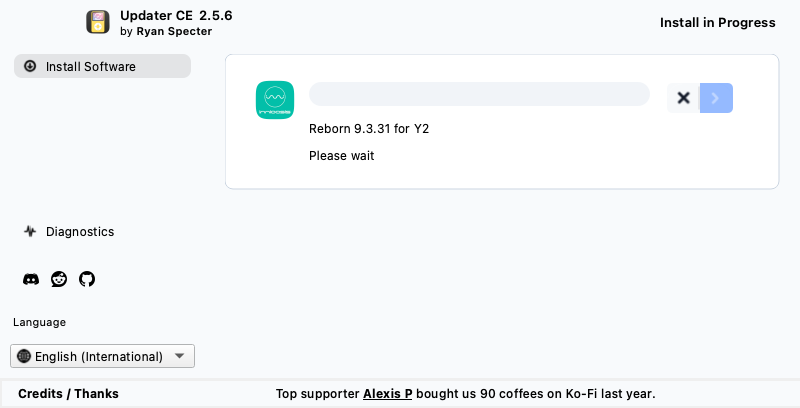 Updater CE 2.5.6
by Ryan Specter
Install in Progress
Install Software
Reborn 9.3.31 for Y2
Please wait
Diagnostics
Language
English (International)
Credits / Thanks
Top supporter Alexis P bought us 90 coffees on Ko-Fi last year.